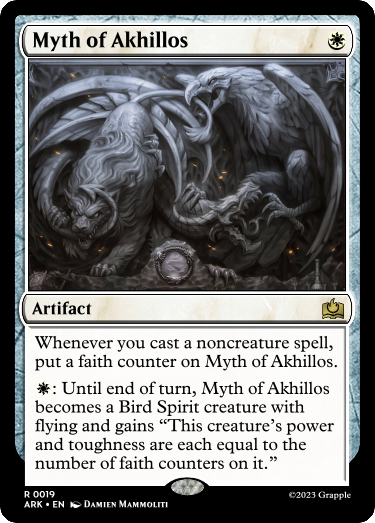 Myth of Akhillos
Artifact
Whenever you cast a noncreature spell,
put a faith counter on Myth of Akhillos.
: Until end of turn, Myth of Akhillos
becomes a Bird Spirit creature with
flying and gains “This creature’s power
and toughness are each equal to the
number of faith counters on it.”
R 0019
ARK • EN Damien Mammoliti
©2023 Grapple